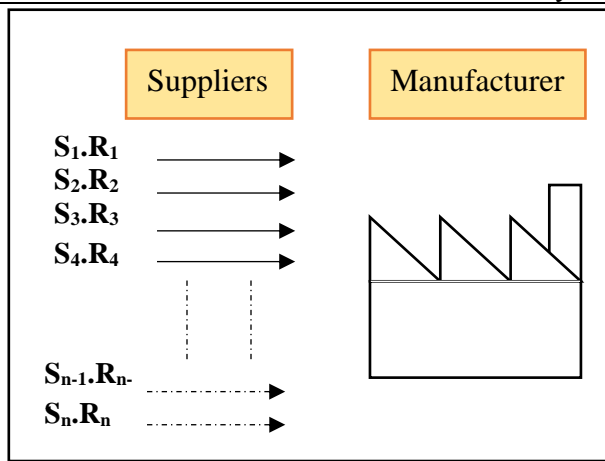 Suppliers Manufacturer
S₁.R₁
S₂.R₂
S₃.R₃
S₄.R₄
Sₙ₋₁.Rₙ₋
Sₙ.Rₙ